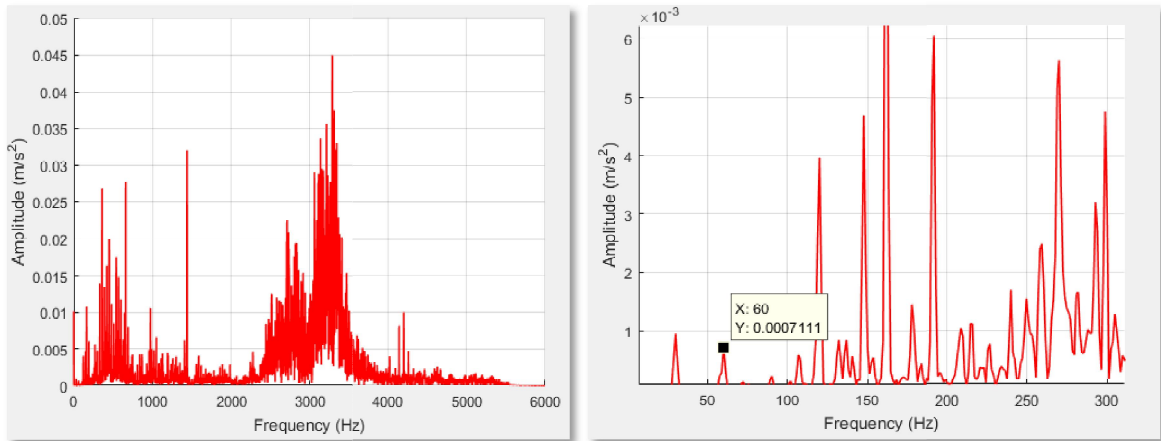 0.05
0.045
0.04
0.035
0.03
0.025
0.02
0.015
0.01
0.005
0
Amplitude (m/s²)
0 1000 2000 3000 4000 5000 6000
Frequency (Hz)
×10⁻³
6
5
4
3
2
1
Amplitude (m/s²)
X: 60
Y: 0.0007111
50 100 150 200 250 300
Frequency (Hz)